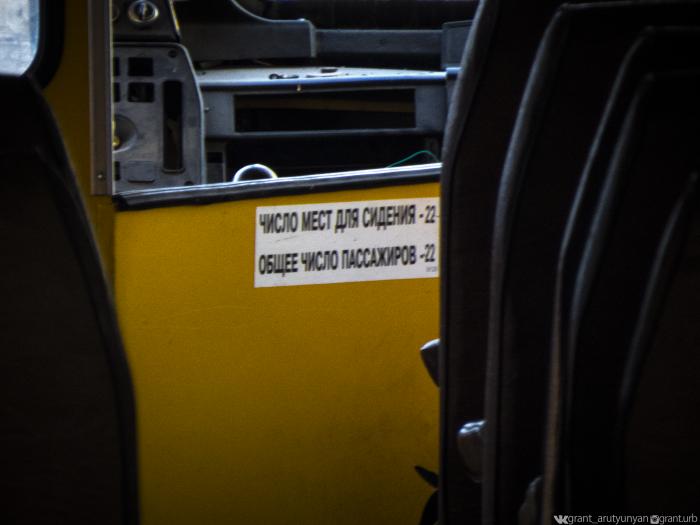 ЧИСЛО МЕСТ ДЛЯ СИДЕНИЯ -22
ОБЩЕЕ ЧИСЛО ПАССАЖИРОВ -22
grant_arutyunyan grant.urb